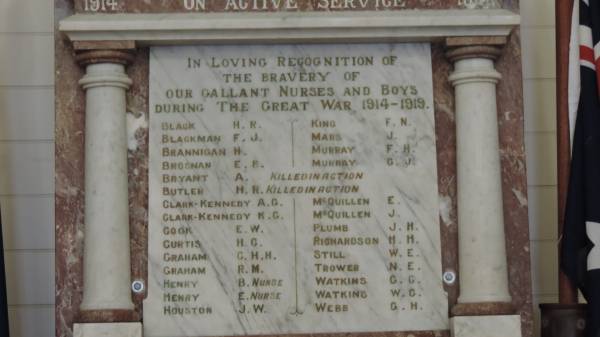 1914. ON ACTIVE SERVICE
IN LOVING RECOGNITION OF
THE BRAVERY OF
OUR GALLANT NURSES AND BOYS
DURING THE GREAT WAR 1914-1919.
BLACK H. R.
BLACKMAN F. J.
BRANNIGAN H.
BROSNAN E. P.
BRYANT A. KILLED IN ACTION
BUTLER H. R. KILLED IN ACTION
CLARK-KENNEDY A.G.
CLARK-KENNEDY K.G.
COOK E.W.
CURTIS H. G.
GRAHAM G.H.H.
GRAHAM R.M.
HENRY B. NURSE
HENRY E. NURSE
HOUSTON J.W.
KING F. N.
MARS J.
MURRAY F. H.
MURRAY G. J.
MCQUILLEN E.
MCQUILLEN J.
PLUMB J. H.
RICHARDSON H. H.
STILL W. E.
TROWER N. E.
WATKINS G. G.
WATKINS W. G.
WEBB G. H.